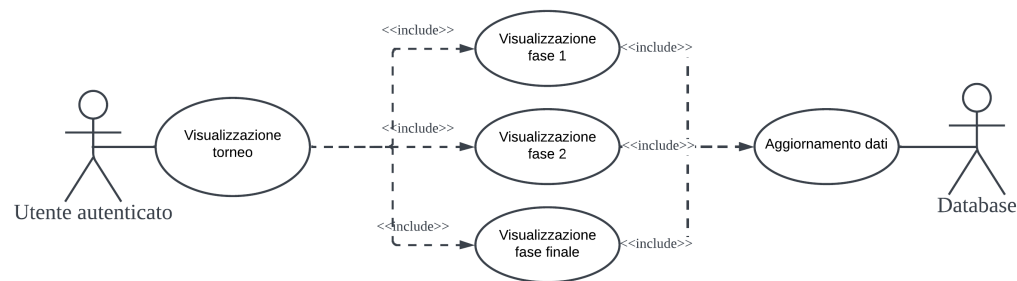 <<include>>
Visualizzazione
fase 1
<<include>>
Visualizzazione
torneo
<<include>>
Visualizzazione
fase 2
<<include>>
Aggiornamento dati
Utente autenticato
Database
<<include>>
Visualizzazione
fase finale
<<include>>